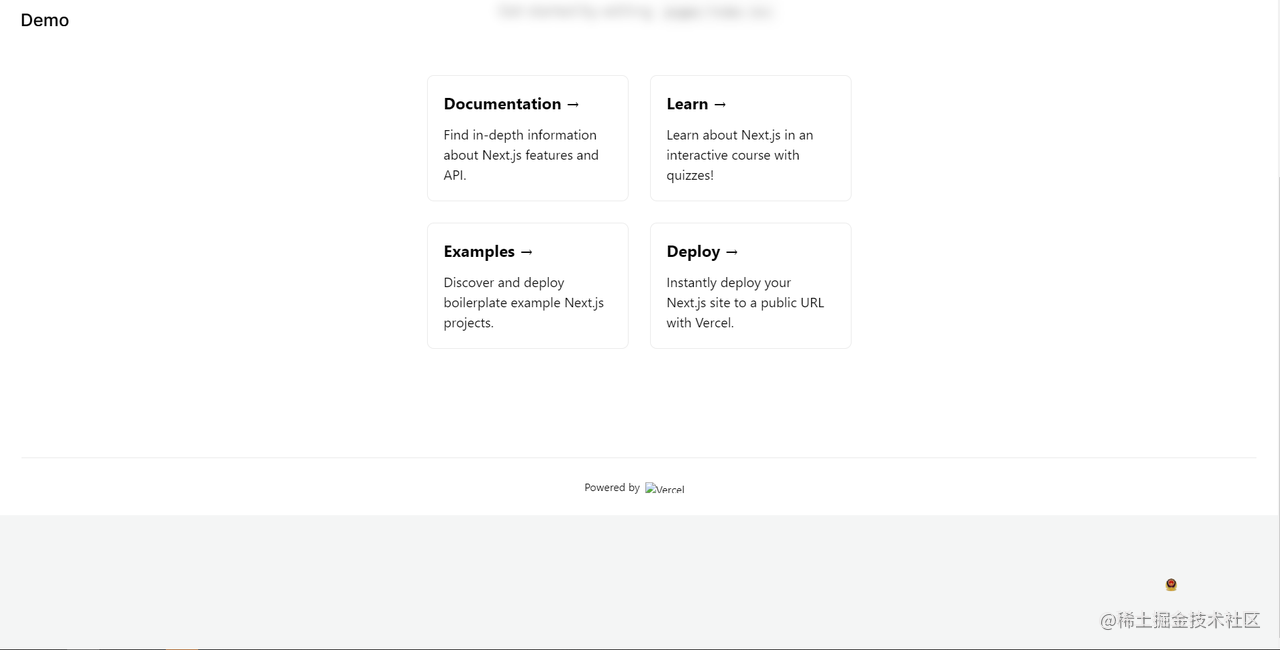 Demo
Documentation →
Find in-depth information
about Next.js features and
API.
Learn →
Learn about Next.js in an
interactive course with
quizzes!
Examples →
Discover and deploy
boilerplate example Next.js
projects.
Deploy →
Instantly deploy your
Next.js site to a public URL
with Vercel.
Powered by Vercel
@稀土掘金技术社区